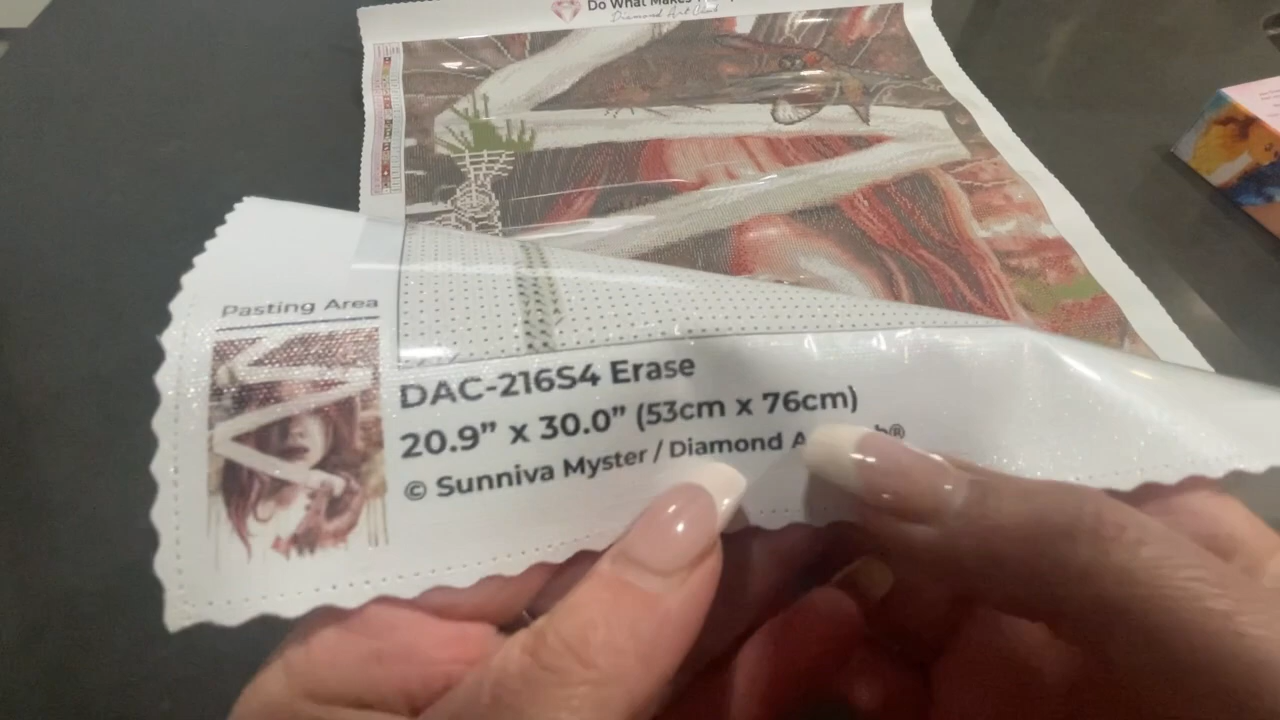 Do What Makes
Diamond Art Club
Pasting Area
DAC-216S4 Erase
20.9” x 30.0” (53cm x 76cm)
© Sunniva Myster / Diamond A b®